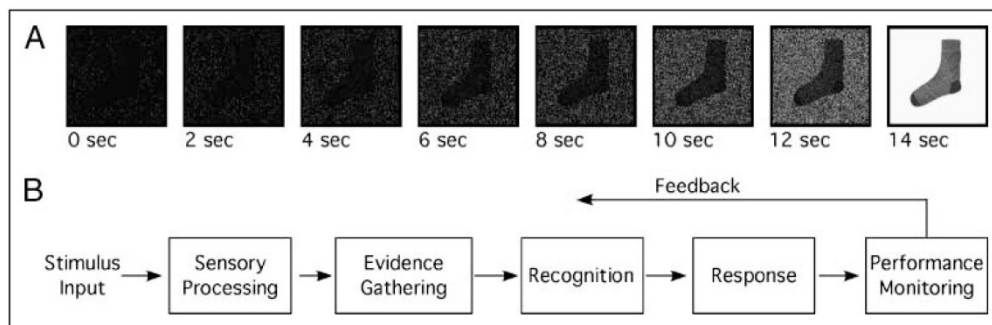 A
0 sec 2 sec 4 sec 6 sec 8 sec 10 sec 12 sec 14 sec
B
Feedback
Stimulus Input
Sensory Processing
Evidence Gathering
Recognition
Response
Performance Monitoring